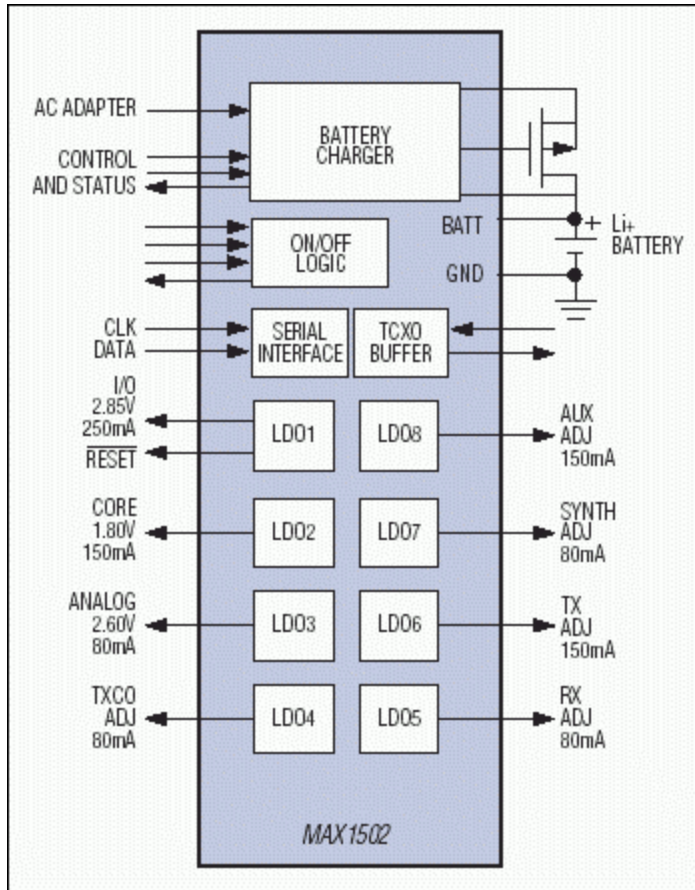 AC ADAPTER
CONTROL
AND STATUS
BATTERY
CHARGER
BATT
+ Li+
BATTERY
ON/OFF
LOGIC
GND
CLK
DATA
SERIAL
INTERFACE
TCXO
BUFFER
I/O
2.85V
250mA
RESET
LDO1
LDO8
AUX
ADJ
150mA
CORE
1.80V
150mA
LDO2
LDO7
SYNTH
ADJ
80mA
ANALOG
2.60V
80mA
LDO3
LDO6
TX
ADJ
150mA
TXCO
ADJ
80mA
LDO4
LDO5
RX
ADJ
80mA
MAX1502